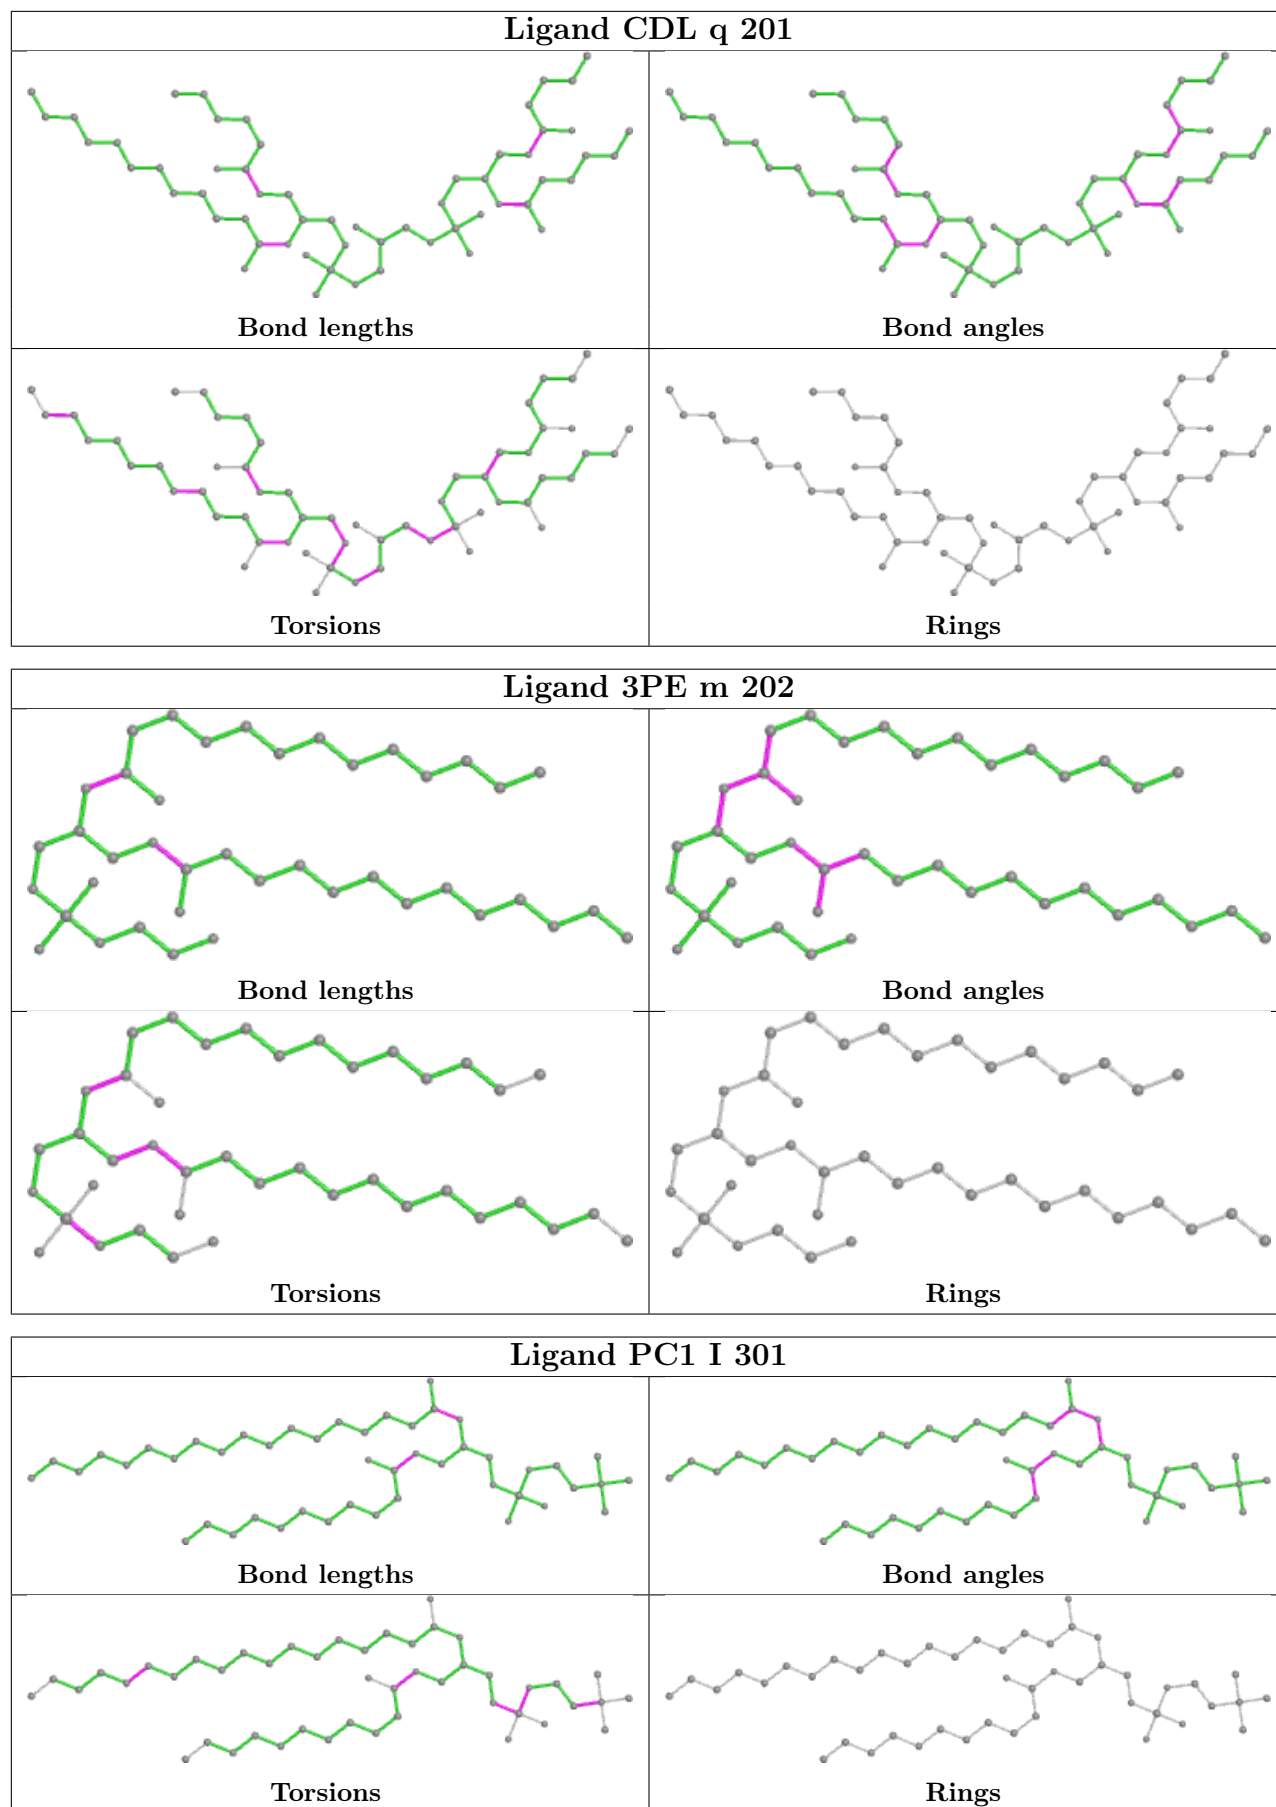 Ligand CDL q 201
Bond lengths
Bond angles
Torsions
Rings
Ligand 3PE m 202
Bond lengths
Bond angles
Torsions
Rings
Ligand PC1 I 301
Bond lengths
Bond angles
Torsions
Rings